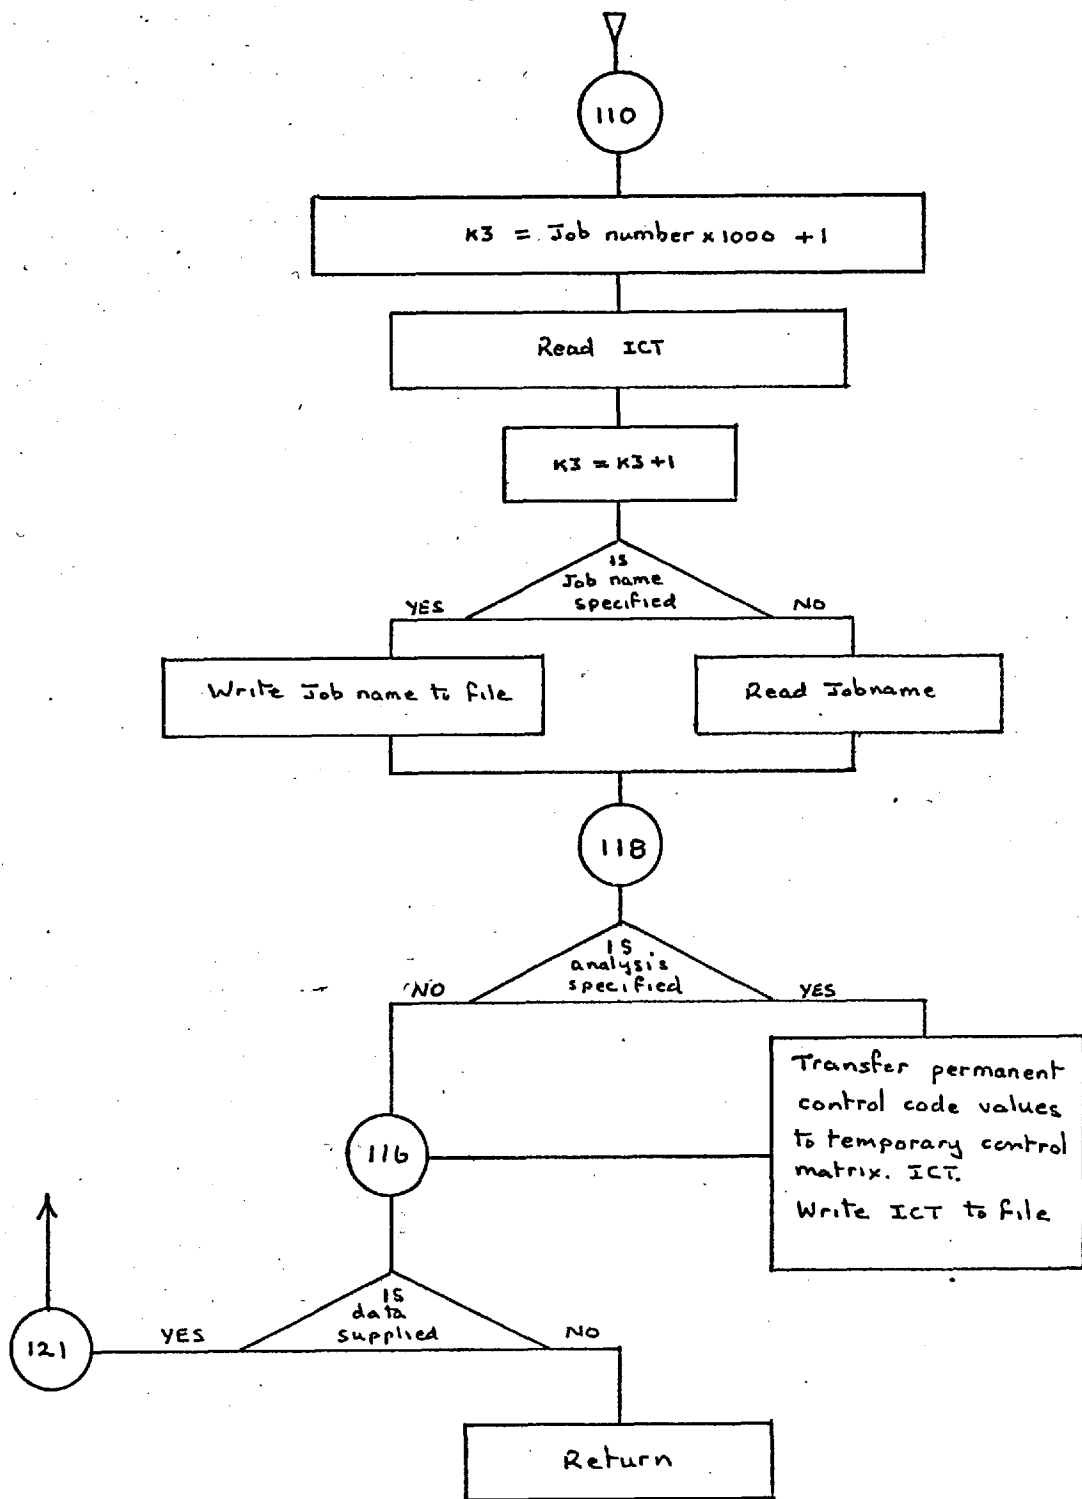 110
K3 = Job number x 1000 + 1
Read ICT
K3 = K3 + 1
IS
Job name
specified
YES
NO
Write Job name to file
Read Jobname
118
IS
analysis
specified
NO
YES
Transfer permanent
control code values
to temporary control
matrix. ICT.
Write ICT to file
116
IS
data
supplied
YES
NO
121
Return